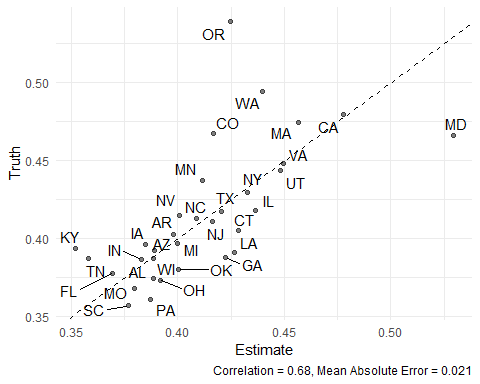 OR
0.50
WA
CO
MA
CA
MD
Truth
0.45
VA
MN
NY
UT
NV
NC
TX
IL
AR
NJ
CT
KY
IA
0.40
IN
AZ
MI
LA
TN
AL
WI
OK
GA
FL
MO
OH
0.35
SC
PA
0.35
0.40
0.45
0.50
Estimate
Correlation = 0.68, Mean Absolute Error = 0.021